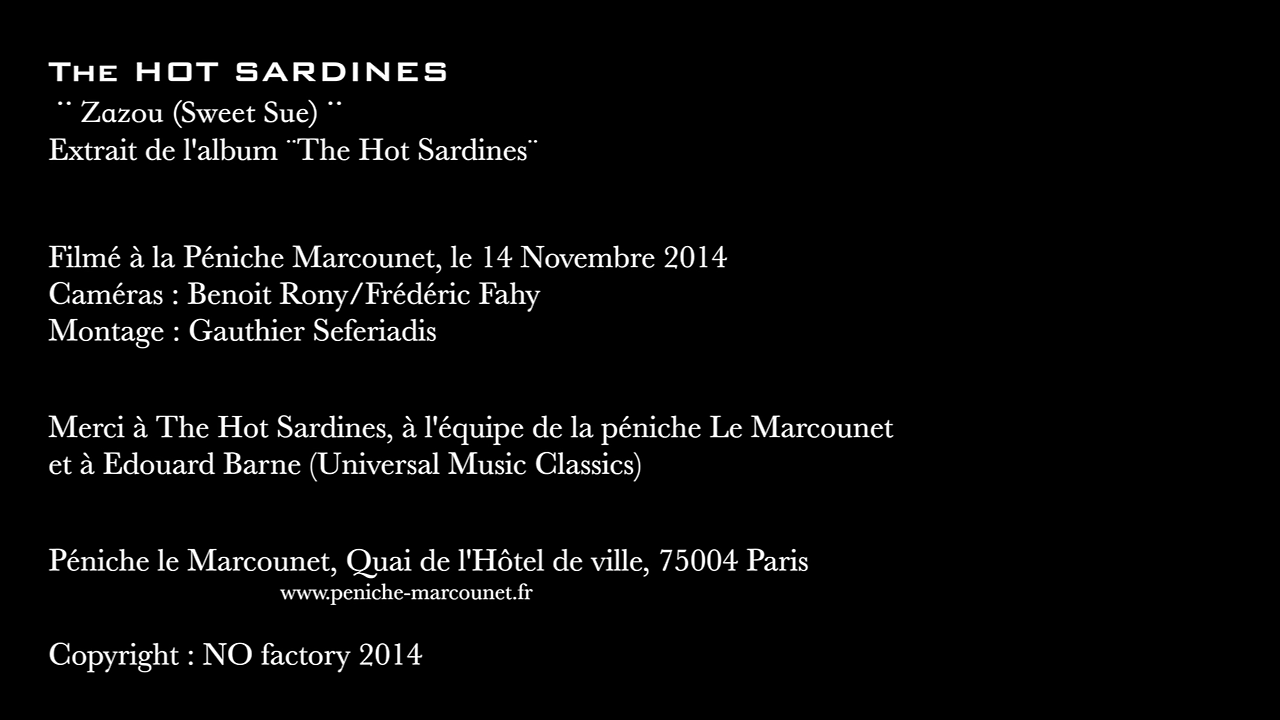 The HOT SARDINES
¨ Zazou (Sweet Sue) ¨
Extrait de l'album ¨The Hot Sardines¨
Filmé à la Péniche Marcounet, le 14 Novembre 2014
Caméras : Benoit Rony/Frédéric Fahy
Montage : Gauthier Seferiadis
Merci à The Hot Sardines, à l'équipe de la péniche Le Marcounet
et à Edouard Barne (Universal Music Classics)
Péniche le Marcounet, Quai de l'Hôtel de ville, 75004 Paris
www.peniche-marcounet.fr
Copyright : NO factory 2014